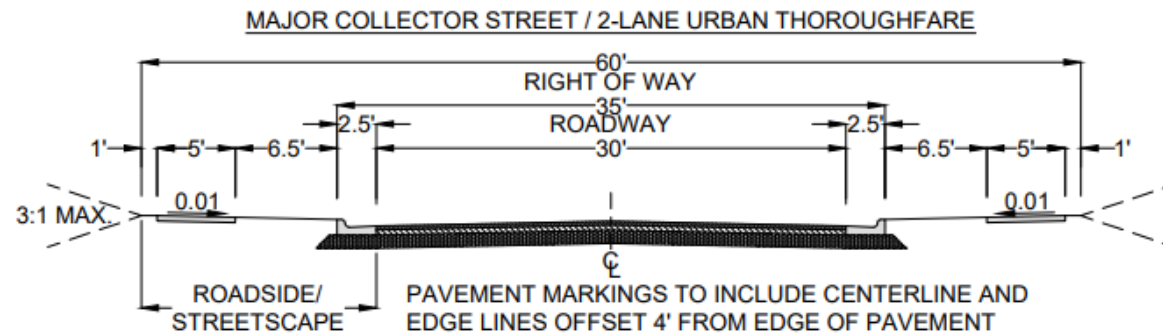 MAJOR COLLECTOR STREET / 2-LANE URBAN THOROUGHFARE
60'
RIGHT OF WAY
35'
2.5' ROADWAY 2.5'
1' 5' 6.5' 30' 6.5' 5' 1'
0.01 0.01
3:1 MAX.
℄
ROADSIDE/
STREETSCAPE
PAVEMENT MARKINGS TO INCLUDE CENTERLINE AND
EDGE LINES OFFSET 4' FROM EDGE OF PAVEMENT